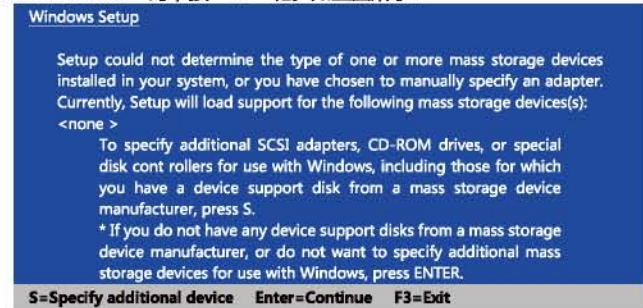 Windows Setup
Setup could not determine the type of one or more mass storage devices
installed in your system, or you have chosen to manually specify an adapter.
Currently, Setup will load support for the following mass storage devices(s):
<none >
To specify additional SCSI adapters, CD-ROM drives, or special
disk cont rollers for use with Windows, including those for which
you have a device support disk from a mass storage device
manufacturer, press S.
* If you do not have any device support disks from a mass storage
device manufacturer, or do not want to specify additional mass
storage devices for use with Windows, press ENTER.
S=Specify additional device Enter=Continue F3=Exit